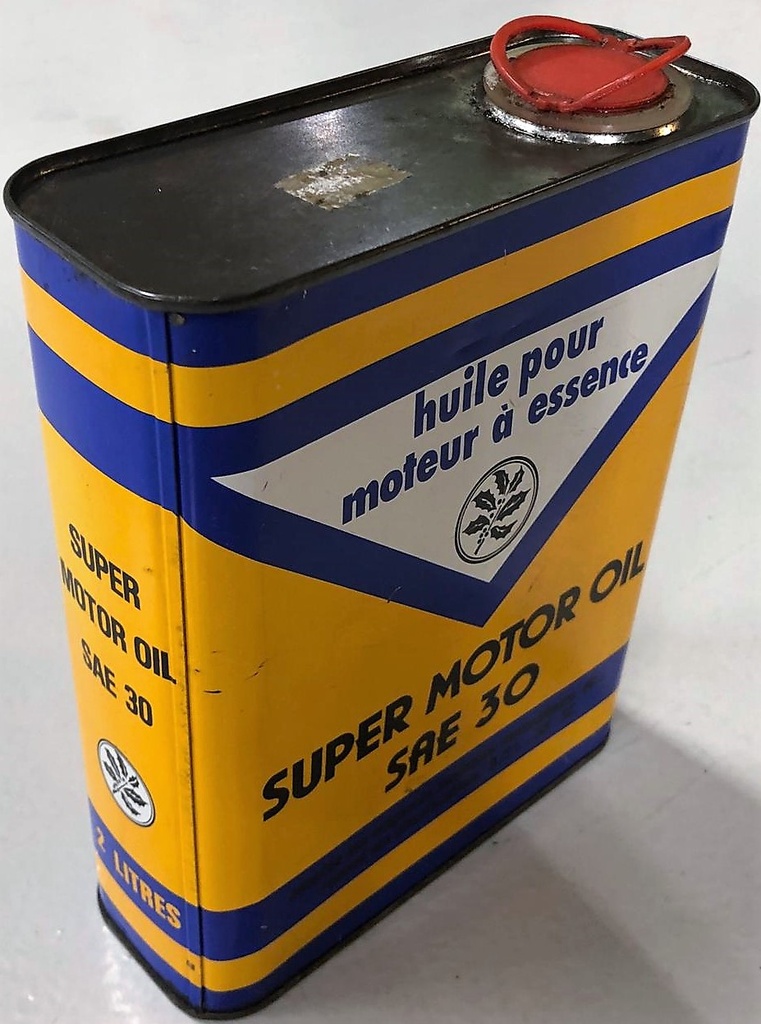 huile pour
moteur à essence
SUPER MOTOR OIL
SAE 30
SUPER
MOTOR OIL
SAE 30
2 LITRES